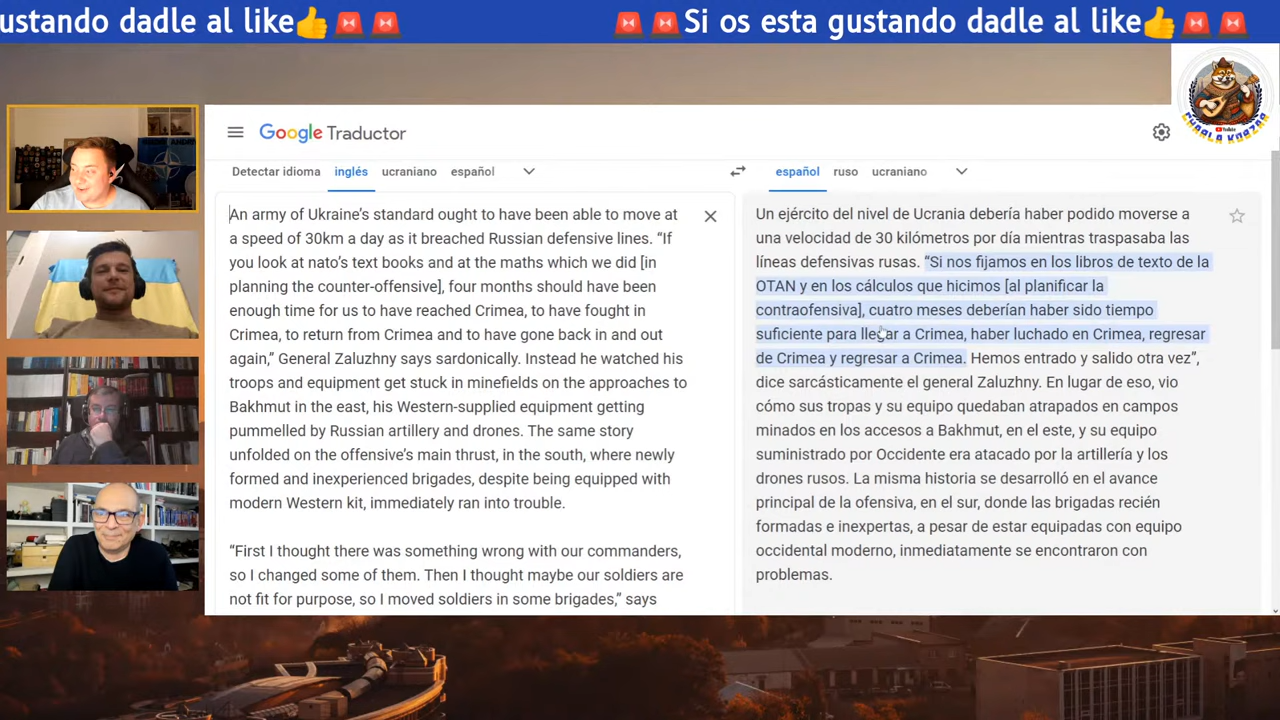 ustando dadle al like👍🚨🚨
🚨🚨Si os esta gustando dadle al like👍🚨🚨
CHARLA KOAZAR
YouTube
Google Traductor
Detectar idioma inglés ucraniano español
español ruso ucraniano
An army of Ukraine’s standard ought to have been able to move at
a speed of 30km a day as it breached Russian defensive lines. “If
you look at nato’s text books and at the maths which we did [in
planning the counter-offensive], four months should have been
enough time for us to have reached Crimea, to have fought in
Crimea, to return from Crimea and to have gone back in and out
again,” General Zaluzhny says sardonically. Instead he watched his
troops and equipment get stuck in minefields on the approaches to
Bakhmut in the east, his Western-supplied equipment getting
pummelled by Russian artillery and drones. The same story
unfolded on the offensive’s main thrust, in the south, where newly
formed and inexperienced brigades, despite being equipped with
modern Western kit, immediately ran into trouble.
“First I thought there was something wrong with our commanders,
so I changed some of them. Then I thought maybe our soldiers are
not fit for purpose, so I moved soldiers in some brigades,” says
Un ejército del nivel de Ucrania debería haber podido moverse a
una velocidad de 30 kilómetros por día mientras traspasaba las
líneas defensivas rusas. “Si nos fijamos en los libros de texto de la
OTAN y en los cálculos que hicimos [al planificar la
contraofensiva], cuatro meses deberían haber sido tiempo
suficiente para llegar a Crimea, haber luchado en Crimea, regresar
de Crimea y regresar a Crimea. Hemos entrado y salido otra vez”,
dice sarcásticamente el general Zaluzhny. En lugar de eso, vio
cómo sus tropas y su equipo quedaban atrapados en campos
minados en los accesos a Bakhmut, en el este, y su equipo
suministrado por Occidente era atacado por la artillería y los
drones rusos. La misma historia se desarrolló en el avance
principal de la ofensiva, en el sur, donde las brigadas recién
formadas e inexpertas, a pesar de estar equipadas con equipo
occidental moderno, inmediatamente se encontraron con
problemas.